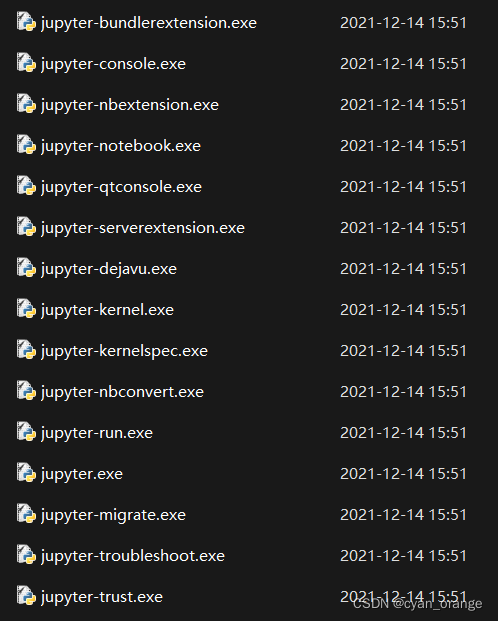 jupyter-bundlerextension.exe 2021-12-14 15:51
jupyter-console.exe 2021-12-14 15:51
jupyter-nbextension.exe 2021-12-14 15:51
jupyter-notebook.exe 2021-12-14 15:51
jupyter-qtconsole.exe 2021-12-14 15:51
jupyter-serverextension.exe 2021-12-14 15:51
jupyter-dejavu.exe 2021-12-14 15:51
jupyter-kernel.exe 2021-12-14 15:51
jupyter-kernelspec.exe 2021-12-14 15:51
jupyter-nbconvert.exe 2021-12-14 15:51
jupyter-run.exe 2021-12-14 15:51
jupyter.exe 2021-12-14 15:51
jupyter-migrate.exe 2021-12-14 15:51
jupyter-troubleshoot.exe 2021-12-14 15:51
jupyter-trust.exe 2021-12-14 15:51
CSDN @cyan_orange